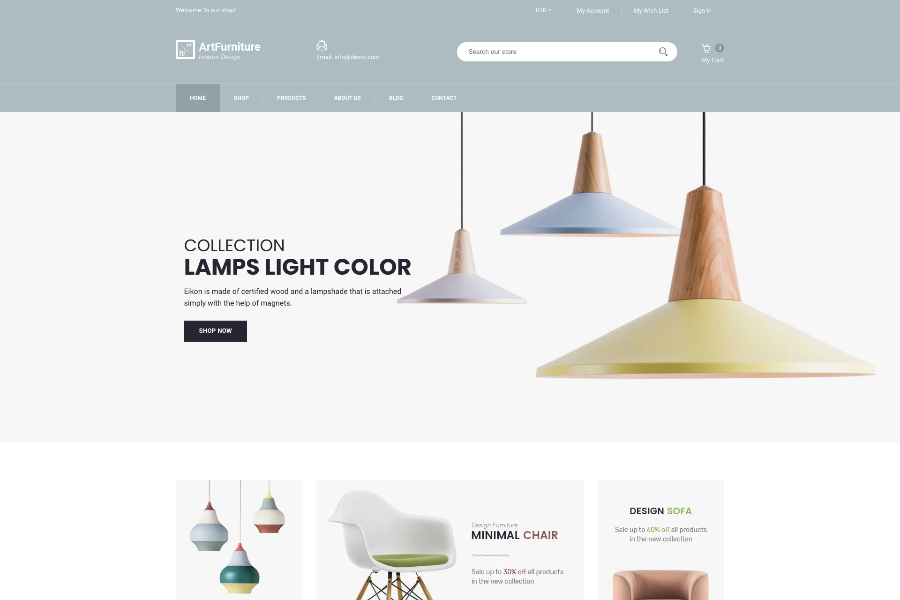 Welcome To our shop!
USD
My Account
My Wish List
Sign In
ArtFurniture
Interior Design
Email: info@demo.com
Search our store
My Cart
HOME
SHOP
PRODUCTS
ABOUT US
BLOG
CONTACT
COLLECTION
LAMPS LIGHT COLOR
Eikon is made of certified wood and a lampshade that is attached
simply with the help of magnets.
SHOP NOW
Design Furniture
MINIMAL CHAIR
Sale up to 30% off all products
in the new collection
DESIGN SOFA
Sale up to 60% off all products
in the new collection